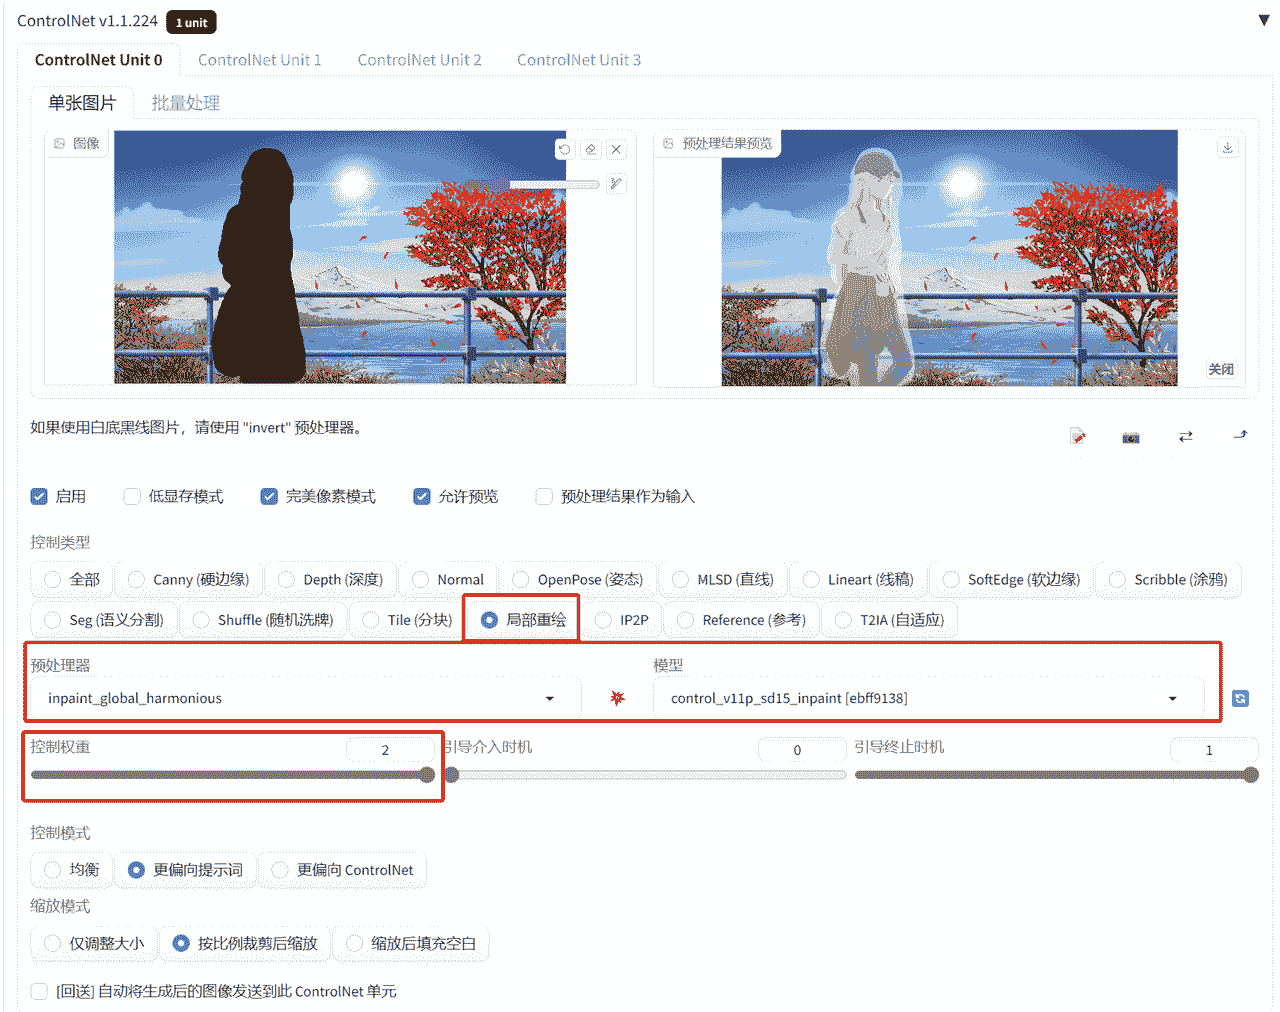 ControlNet v1.1.224 1 unit
ControlNet Unit 0 ControlNet Unit 1 ControlNet Unit 2 ControlNet Unit 3
单张图片 批量处理
图像 预处理结果预览
关闭
如果使用白底黑线图片，请使用 "invert" 预处理器。
启用 低显存模式 完美像素模式 允许预览 预处理结果作为输入
控制类型
全部 Canny (硬边缘) Depth (深度) Normal OpenPose (姿态) MLSD (直线) Lineart (线稿) SoftEdge (软边缘) Scribble (涂鸦)
Seg (语义分割) Shuffle (随机洗牌) Tile (分块) 局部重绘 IP2P Reference (参考) T2IA (自适应)
预处理器 模型
inpaint_global_harmonious control_v11p_sd15_inpaint [ebff9138]
控制权重 2 引导介入时机 0 引导终止时机 1
控制模式
均衡 更偏向提示词 更偏向 ControlNet
缩放模式
仅调整大小 按比例裁剪后缩放 缩放后填充空白
[回送] 自动将生成后的图像发送到此 ControlNet 单元